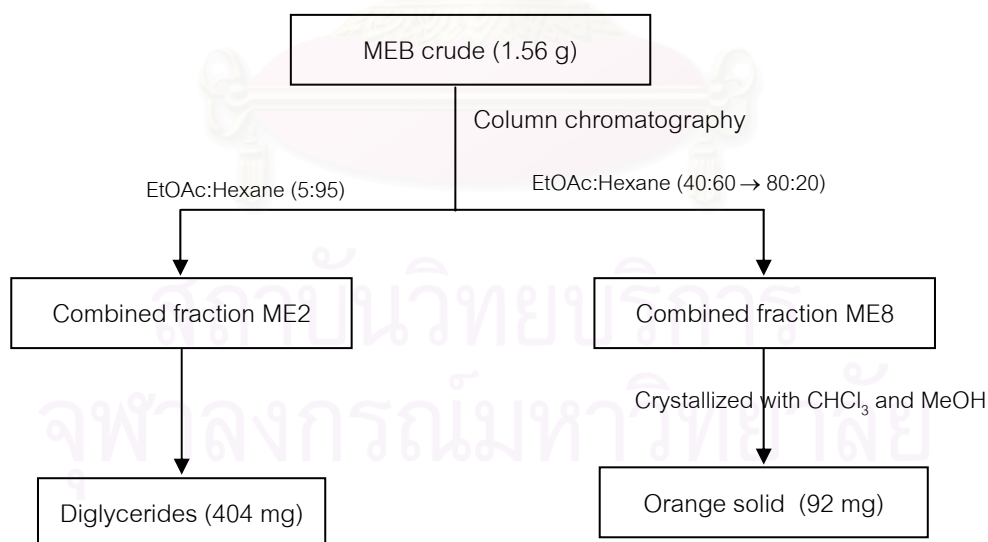 MEB crude (1.56 g)
Column chromatography
EtOAc:Hexane (5:95)
EtOAc:Hexane (40:60 → 80:20)
Combined fraction ME2
Combined fraction ME8
สถาบันวิทยบริการ
Crystallized with CHCl₃ and MeOH
จุฬาลงกรณ์มหาวิทยาลัย
Diglycerides (404 mg)
Orange solid (92 mg)